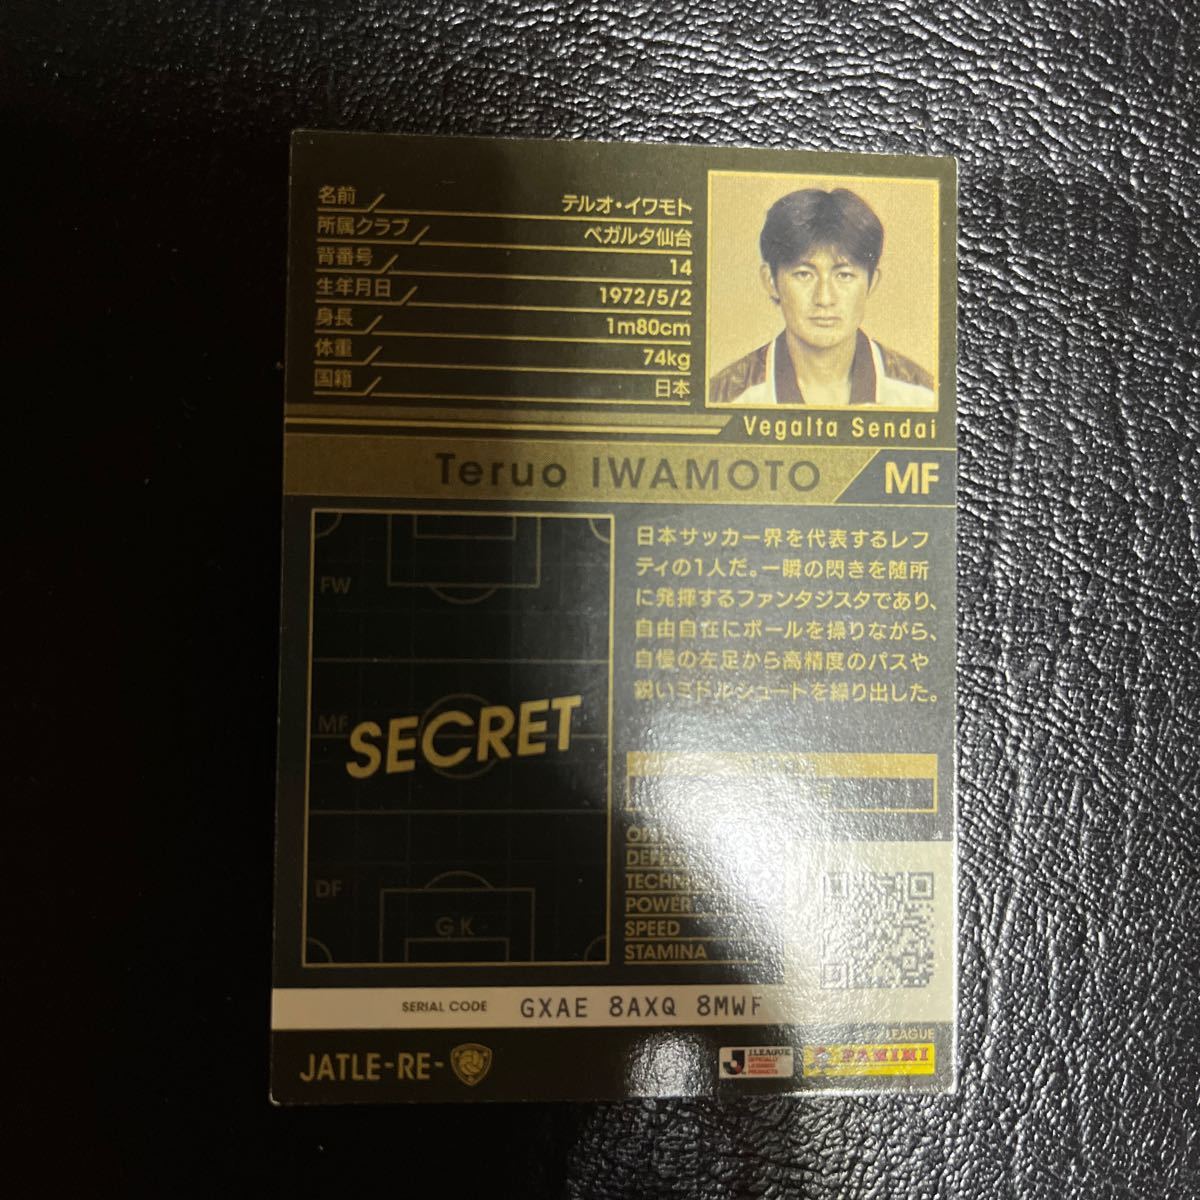 名前 テルオ・イワモト
所属クラブ ベガルタ仙台
背番号 14
生年月日 1972/5/2
身長 1m80cm
体重 74kg
国籍 日本
Vegalta Sendai
Teruo IWAMOTO MF
日本サッカー界を代表するレフ
ティの1人だ。一瞬の閃きを随所
に発揮するファンタジスタであり、
自由自在にボールを操りながら、
自慢の左足から高精度のパスや
鋭いミドルシュートを繰り出した。
FW
MF
SECRET
DF
GK
POWER
SPEED
STAMINA
SERIAL CODE GXAE 8AXQ 8MWF
JATLE-RE-
J.LEAGUE
OFFICIALLY
LICENSED
PRODUCTS
LEAGUE
PANINI